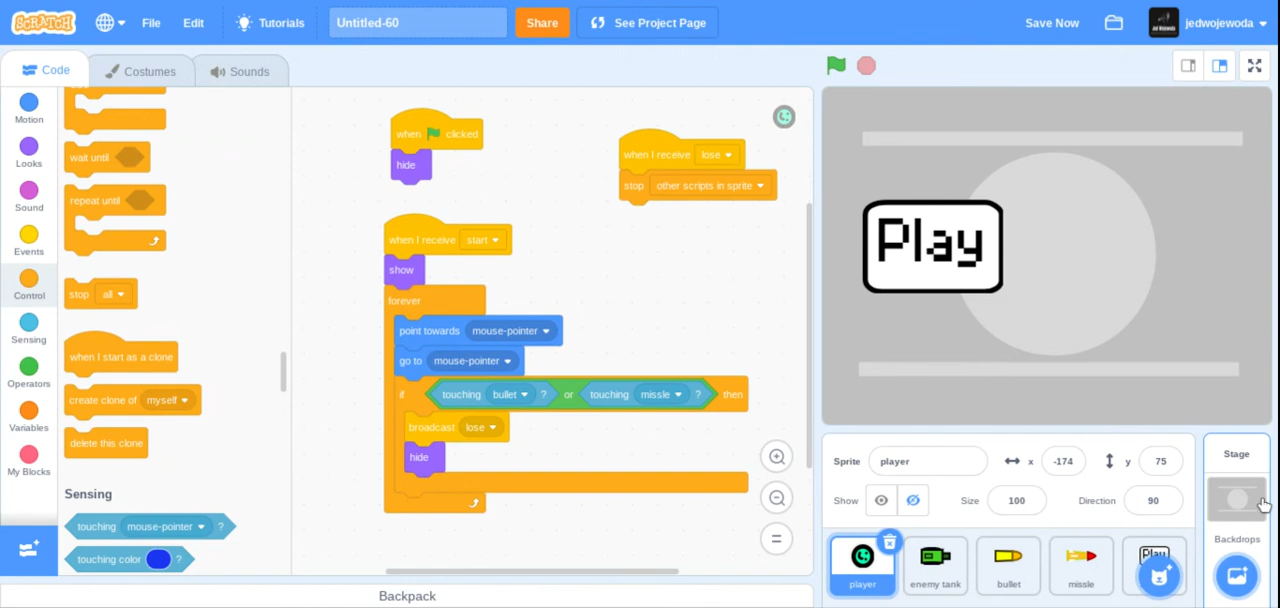 SCRATCH
File
Edit
Tutorials
Untitled-60
Share
See Project Page
Save Now
jedwojewoda
Code
Costumes
Sounds
Motion
Looks
Sound
Events
Control
Sensing
Operators
Variables
My Blocks
wait until
repeat until
stop all
when I start as a clone
create clone of myself
delete this clone
Sensing
touching mouse-pointer ?
touching color ?
when clicked
hide
when I receive lose
stop other scripts in sprite
when I receive start
show
forever
point towards mouse-pointer
go to mouse-pointer
if touching bullet ? or touching missle ? then
broadcast lose
hide
Play
Sprite player x -174 y 75
Show Size 100 Direction 90
player
enemy tank
bullet
missle
Play
Stage
Backdrops
Backpack